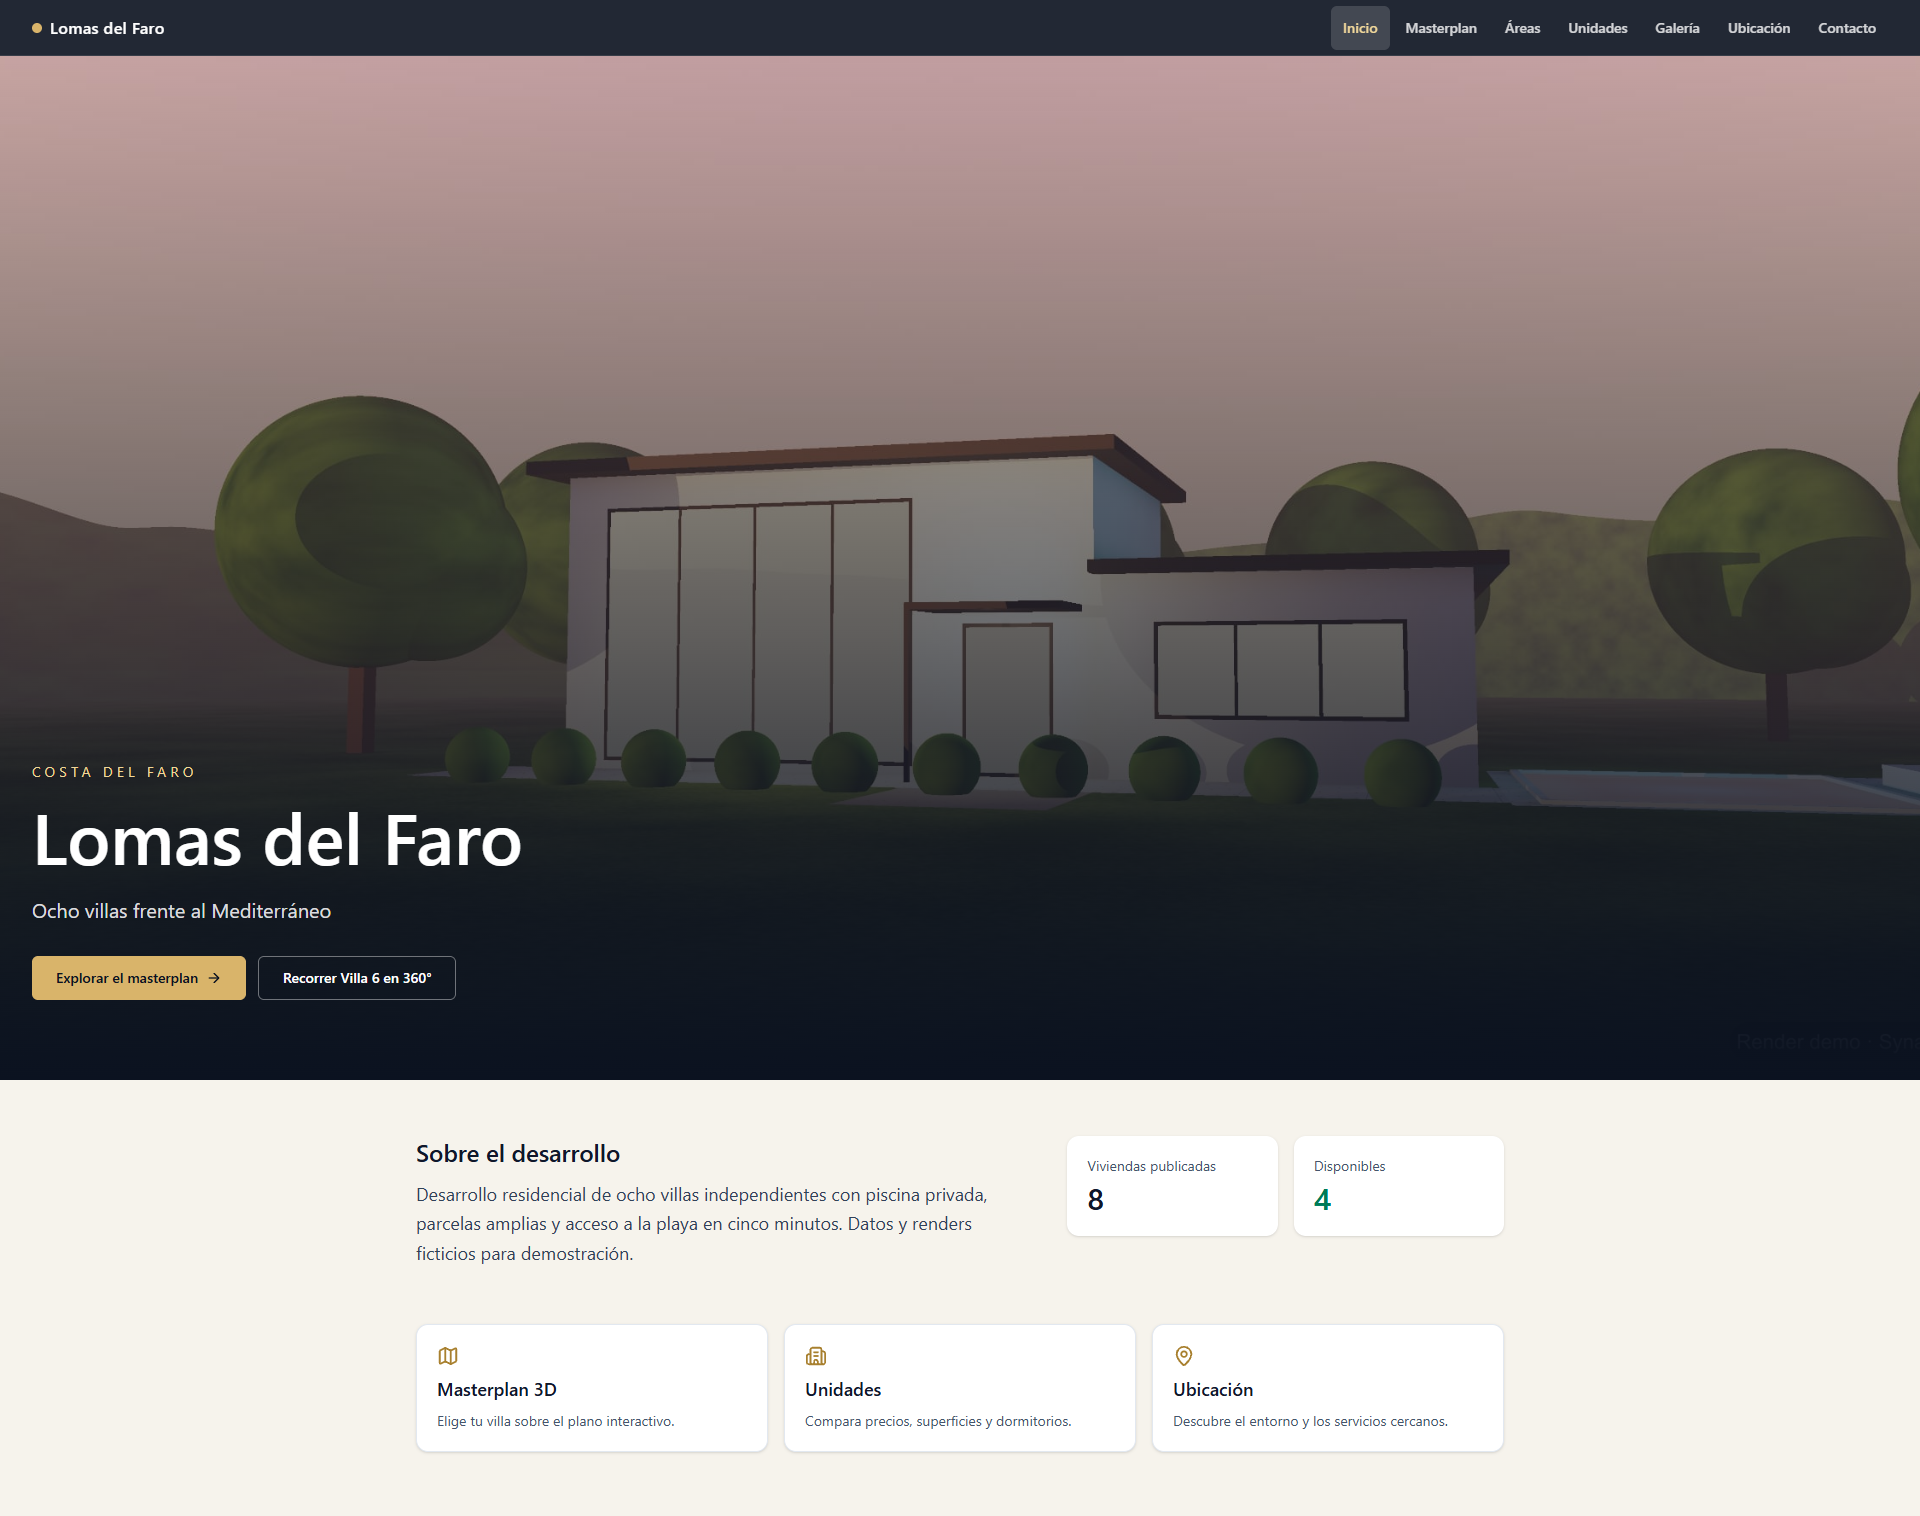 Lomas del Faro
Inicio
Masterplan
Áreas
Unidades
Galería
Ubicación
Contacto
COSTA DEL FARO
Lomas del Faro
Ocho villas frente al Mediterráneo
Explorar el masterplan →
Recorrer Villa 6 en 360°
Render demo
Sobre el desarrollo
Desarrollo residencial de ocho villas independientes con piscina privada,
parcelas amplias y acceso a la playa en cinco minutos. Datos y renders
ficticios para demostración.
Viviendas publicadas
8
Disponibles
4
Masterplan 3D
Elige tu villa sobre el plano interactivo.
Unidades
Compara precios, superficies y dormitorios.
Ubicación
Descubre el entorno y los servicios cercanos.